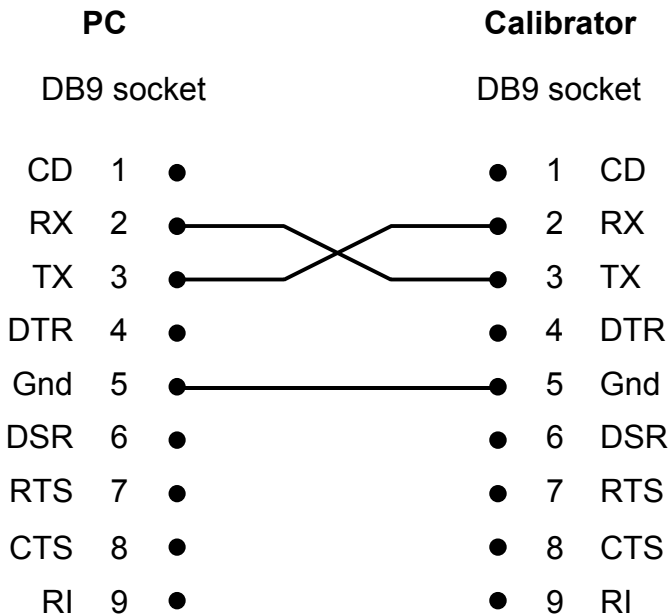 PC Calibrator
DB9 socket DB9 socket
CD 1 1 CD
RX 2 2 RX
TX 3 3 TX
DTR 4 4 DTR
Gnd 5 5 Gnd
DSR 6 6 DSR
RTS 7 7 RTS
CTS 8 8 CTS
RI 9 9 RI